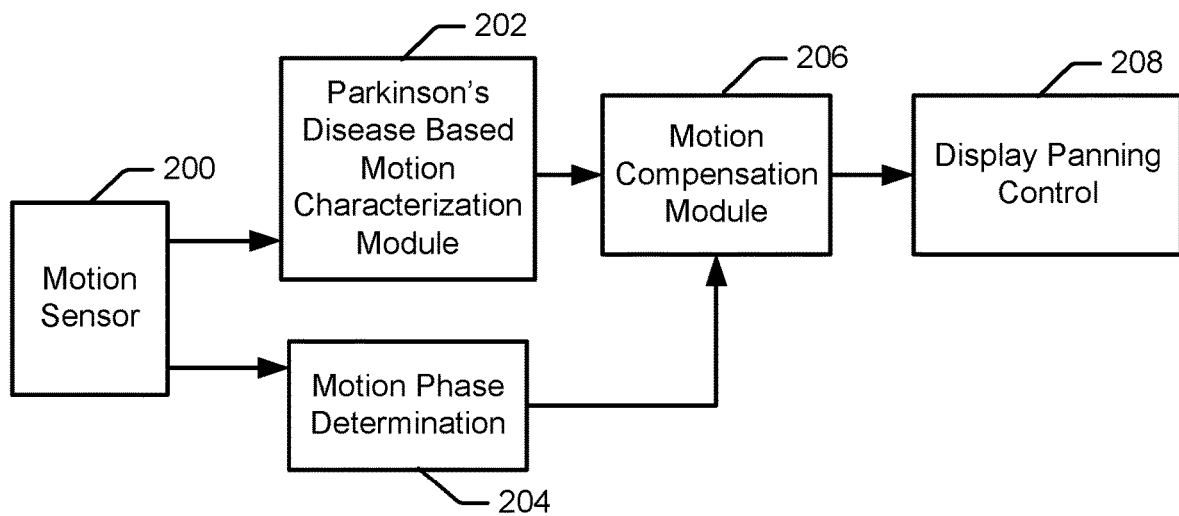 202
Parkinson's
Disease Based
Motion
Characterization
Module
206
Motion
Compensation
Module
208
Display Panning
Control
200
Motion
Sensor
Motion Phase
Determination
204